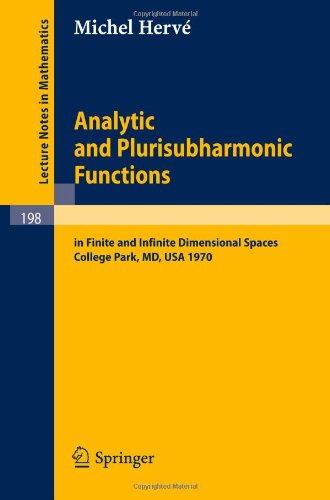 Michel Hervé
Lecture Notes in Mathematics
Analytic
and Plurisubharmonic
Functions
198
in Finite and Infinite Dimensional Spaces
College Park, MD, USA 1970
Springer